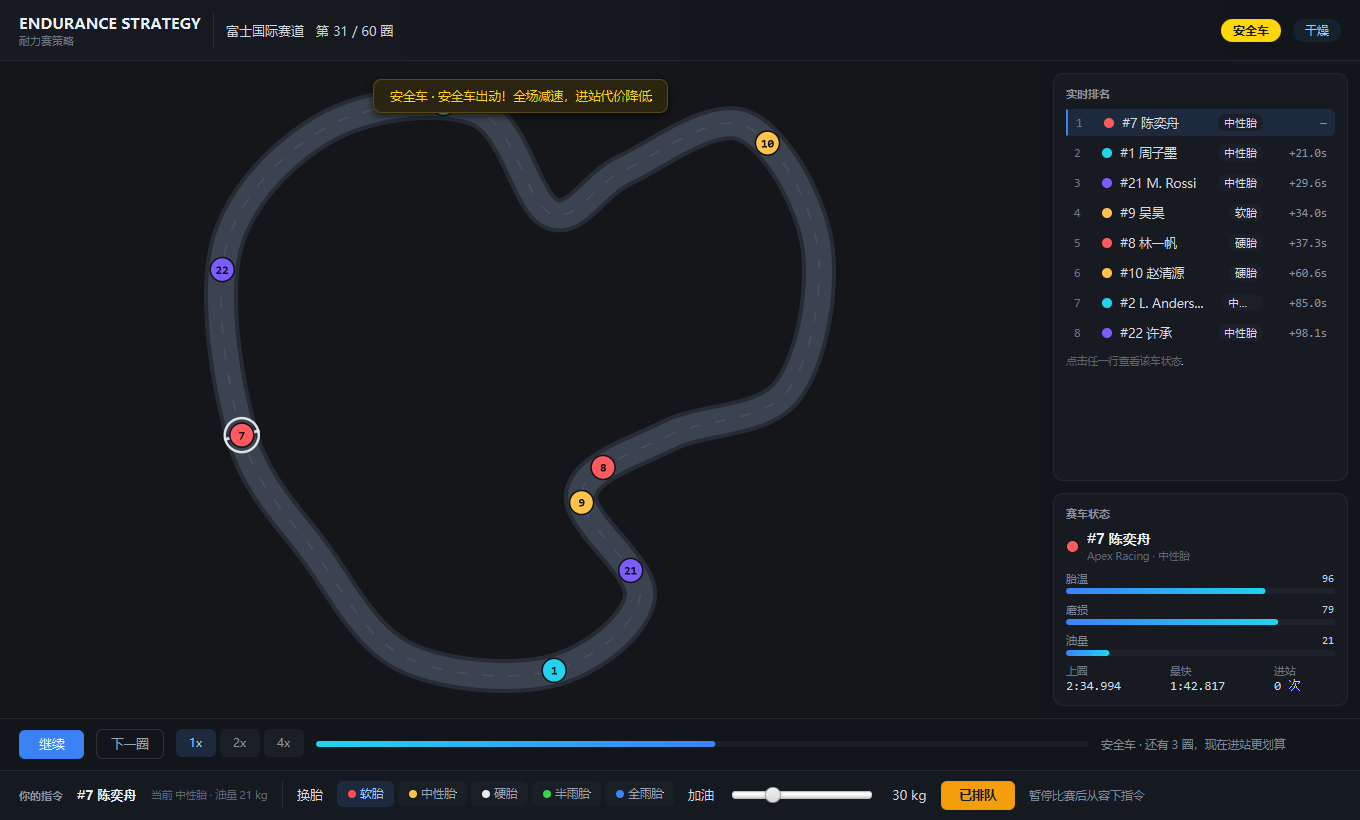 ENDURANCE STRATEGY
耐力赛策略
富士国际赛道 第 31 / 60 圈
安全车
干燥
安全车 · 安全车出动！全场减速，进站代价降低.
10
22
7
8
9
21
1
实时排名
1 #7 陈奕舟 中性胎 —
2 #1 周子墨 中性胎 +21.0s
3 #21 M. Rossi 中性胎 +29.6s
4 #9 吴昊 软胎 +34.0s
5 #8 林一帆 硬胎 +37.3s
6 #10 赵清源 硬胎 +60.6s
7 #2 L. Anders... 中... +85.0s
8 #22 许承 中性胎 +98.1s
点击任一行查看该车状态.
赛车状态
#7 陈奕舟
Apex Racing · 中性胎
胎温 96
磨损 79
油量 21
上圈 最快 进站
2:34.994 1:42.817 0 次
继续 下一圈 1x 2x 4x 安全车 · 还有 3 圈，现在进站更划算
你的指令 #7 陈奕舟 当前 中性胎 · 油量 21 kg 换胎 软胎 中性胎 硬胎 半雨胎 全雨胎 加油 30 kg 已排队 暂停比赛后从容下指令